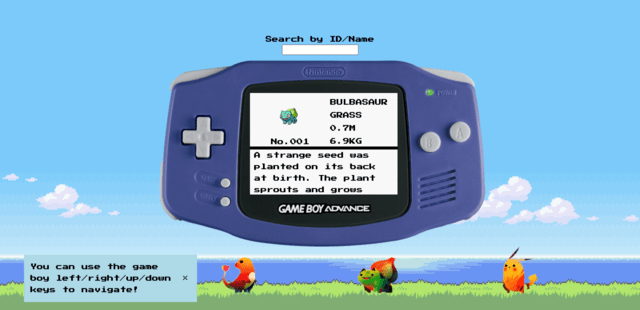 Search by ID/Name
Nintendo
POWER
BULBASAUR
GRASS
0.7M
No.001 6.9KG
A strange seed was
planted on its back
at birth. The plant
sprouts and grows
B A
GAME BOY ADVANCE
You can use the game
boy left/right/up/down x
keys to navigate!